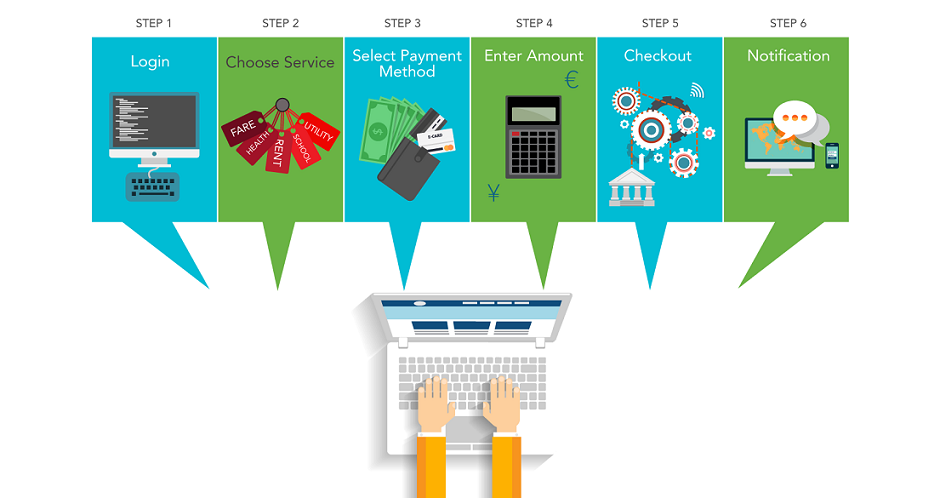 STEP 1
STEP 2
STEP 3
STEP 4
STEP 5
STEP 6
Login
Choose Service
Select Payment
Method
Enter Amount
Checkout
Notification
FARE
HEALTH
RENT
SCHOOL
UTILITY
$
E-CARD
€
¥